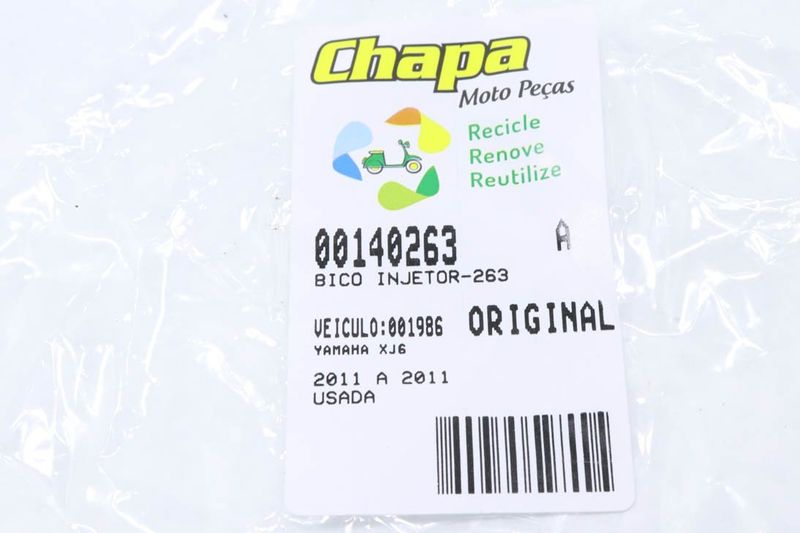 Chapa
Moto Peças
Recicle
Renove
Reutilize
00140263 A
BICO INJETOR-263
VEICULO:001986 ORIGINAL
YAMAHA XJ6
2011 A 2011
USADA